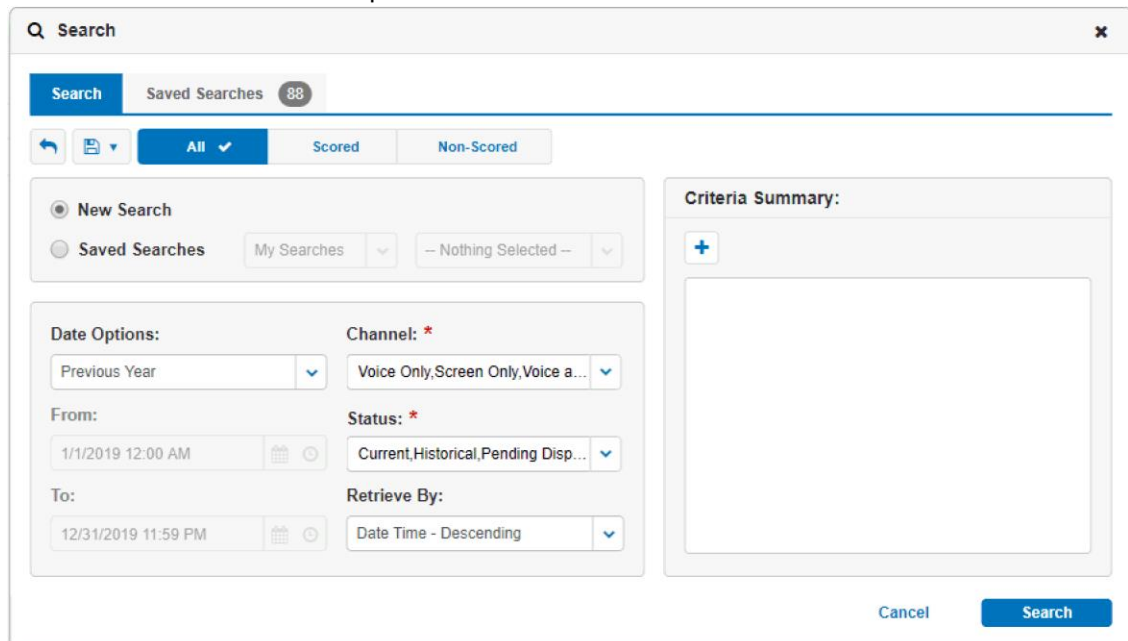 Search
Search
Saved Searches 88
All Scored Non-Scored
New Search
Saved Searches My Searches -- Nothing Selected --
Criteria Summary:
Date Options: Channel: *
Previous Year Voice Only,Screen Only,Voice a...
From: Status: *
1/1/2019 12:00 AM Current,Historical,Pending Disp...
To: Retrieve By:
12/31/2019 11:59 PM Date Time - Descending
Cancel Search